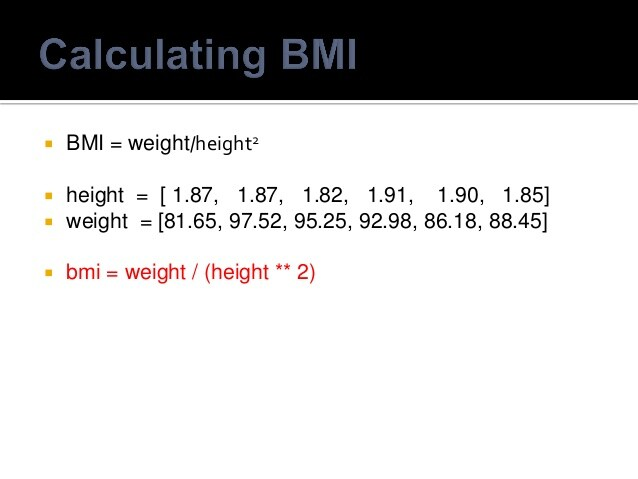 Calculating BMI
BMI = weight/height²
height = [ 1.87, 1.87, 1.82, 1.91, 1.90, 1.85]
weight = [81.65, 97.52, 95.25, 92.98, 86.18, 88.45]
bmi = weight / (height ** 2)